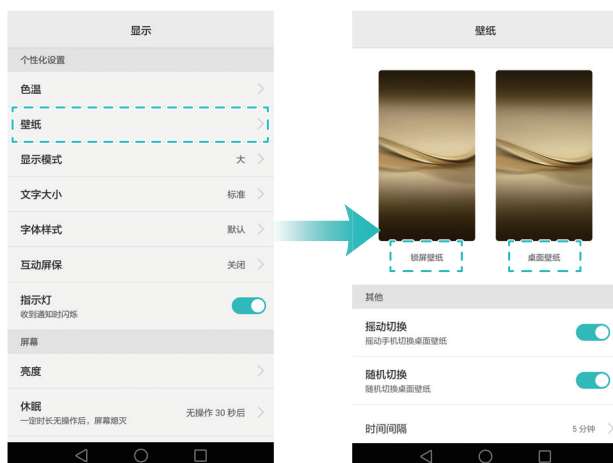 显示
个性化设置
色温
壁纸
显示模式 大
文字大小 标准
字体样式 默认
互动屏保 关闭
指示灯
收到通知时闪烁
屏幕
亮度
休眠
一定时长无操作后，屏幕熄灭
无操作 30 秒后
壁纸
锁屏壁纸 桌面壁纸
其他
摇动切换
摇动手机切换桌面壁纸
随机切换
随机切换桌面壁纸
时间间隔 5 分钟